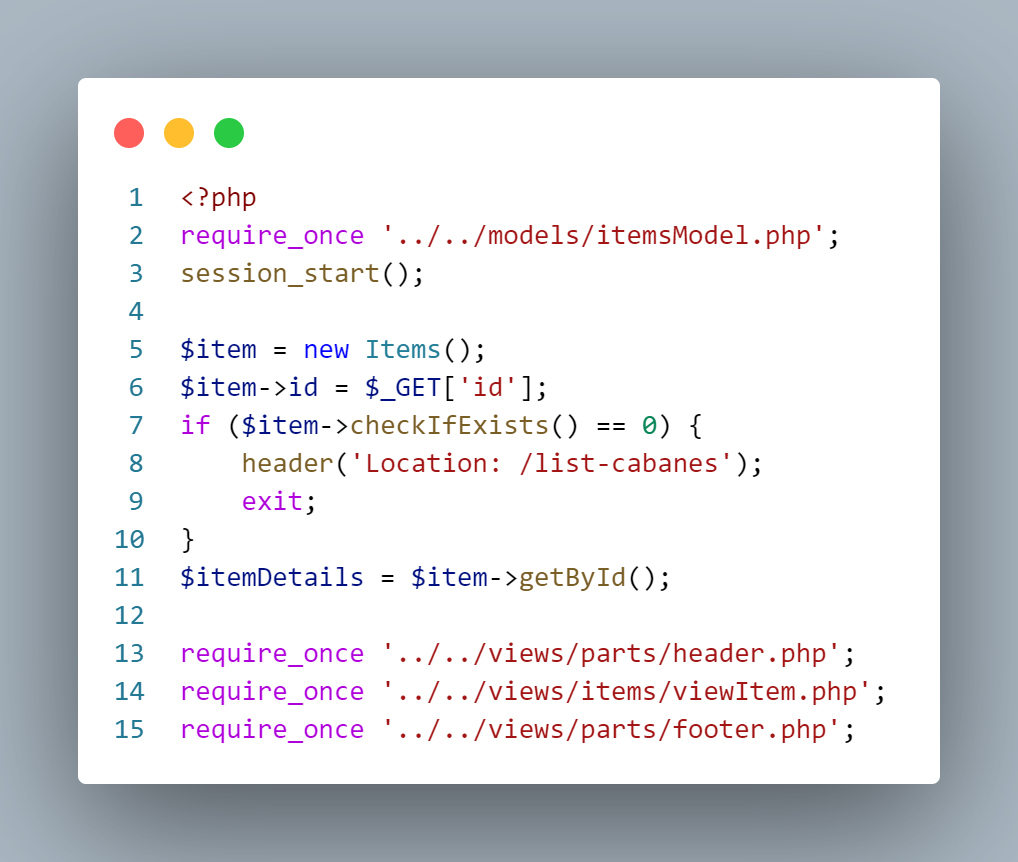 1 <?php
2 require_once '../../models/itemsModel.php';
3 session_start();
4
5 $item = new Items();
6 $item->id = $_GET['id'];
7 if ($item->checkIfExists() == 0) {
8     header('Location: /list-cabanes');
9     exit;
10 }
11 $itemDetails = $item->getById();
12
13 require_once '../../views/parts/header.php';
14 require_once '../../views/items/viewItem.php';
15 require_once '../../views/parts/footer.php';